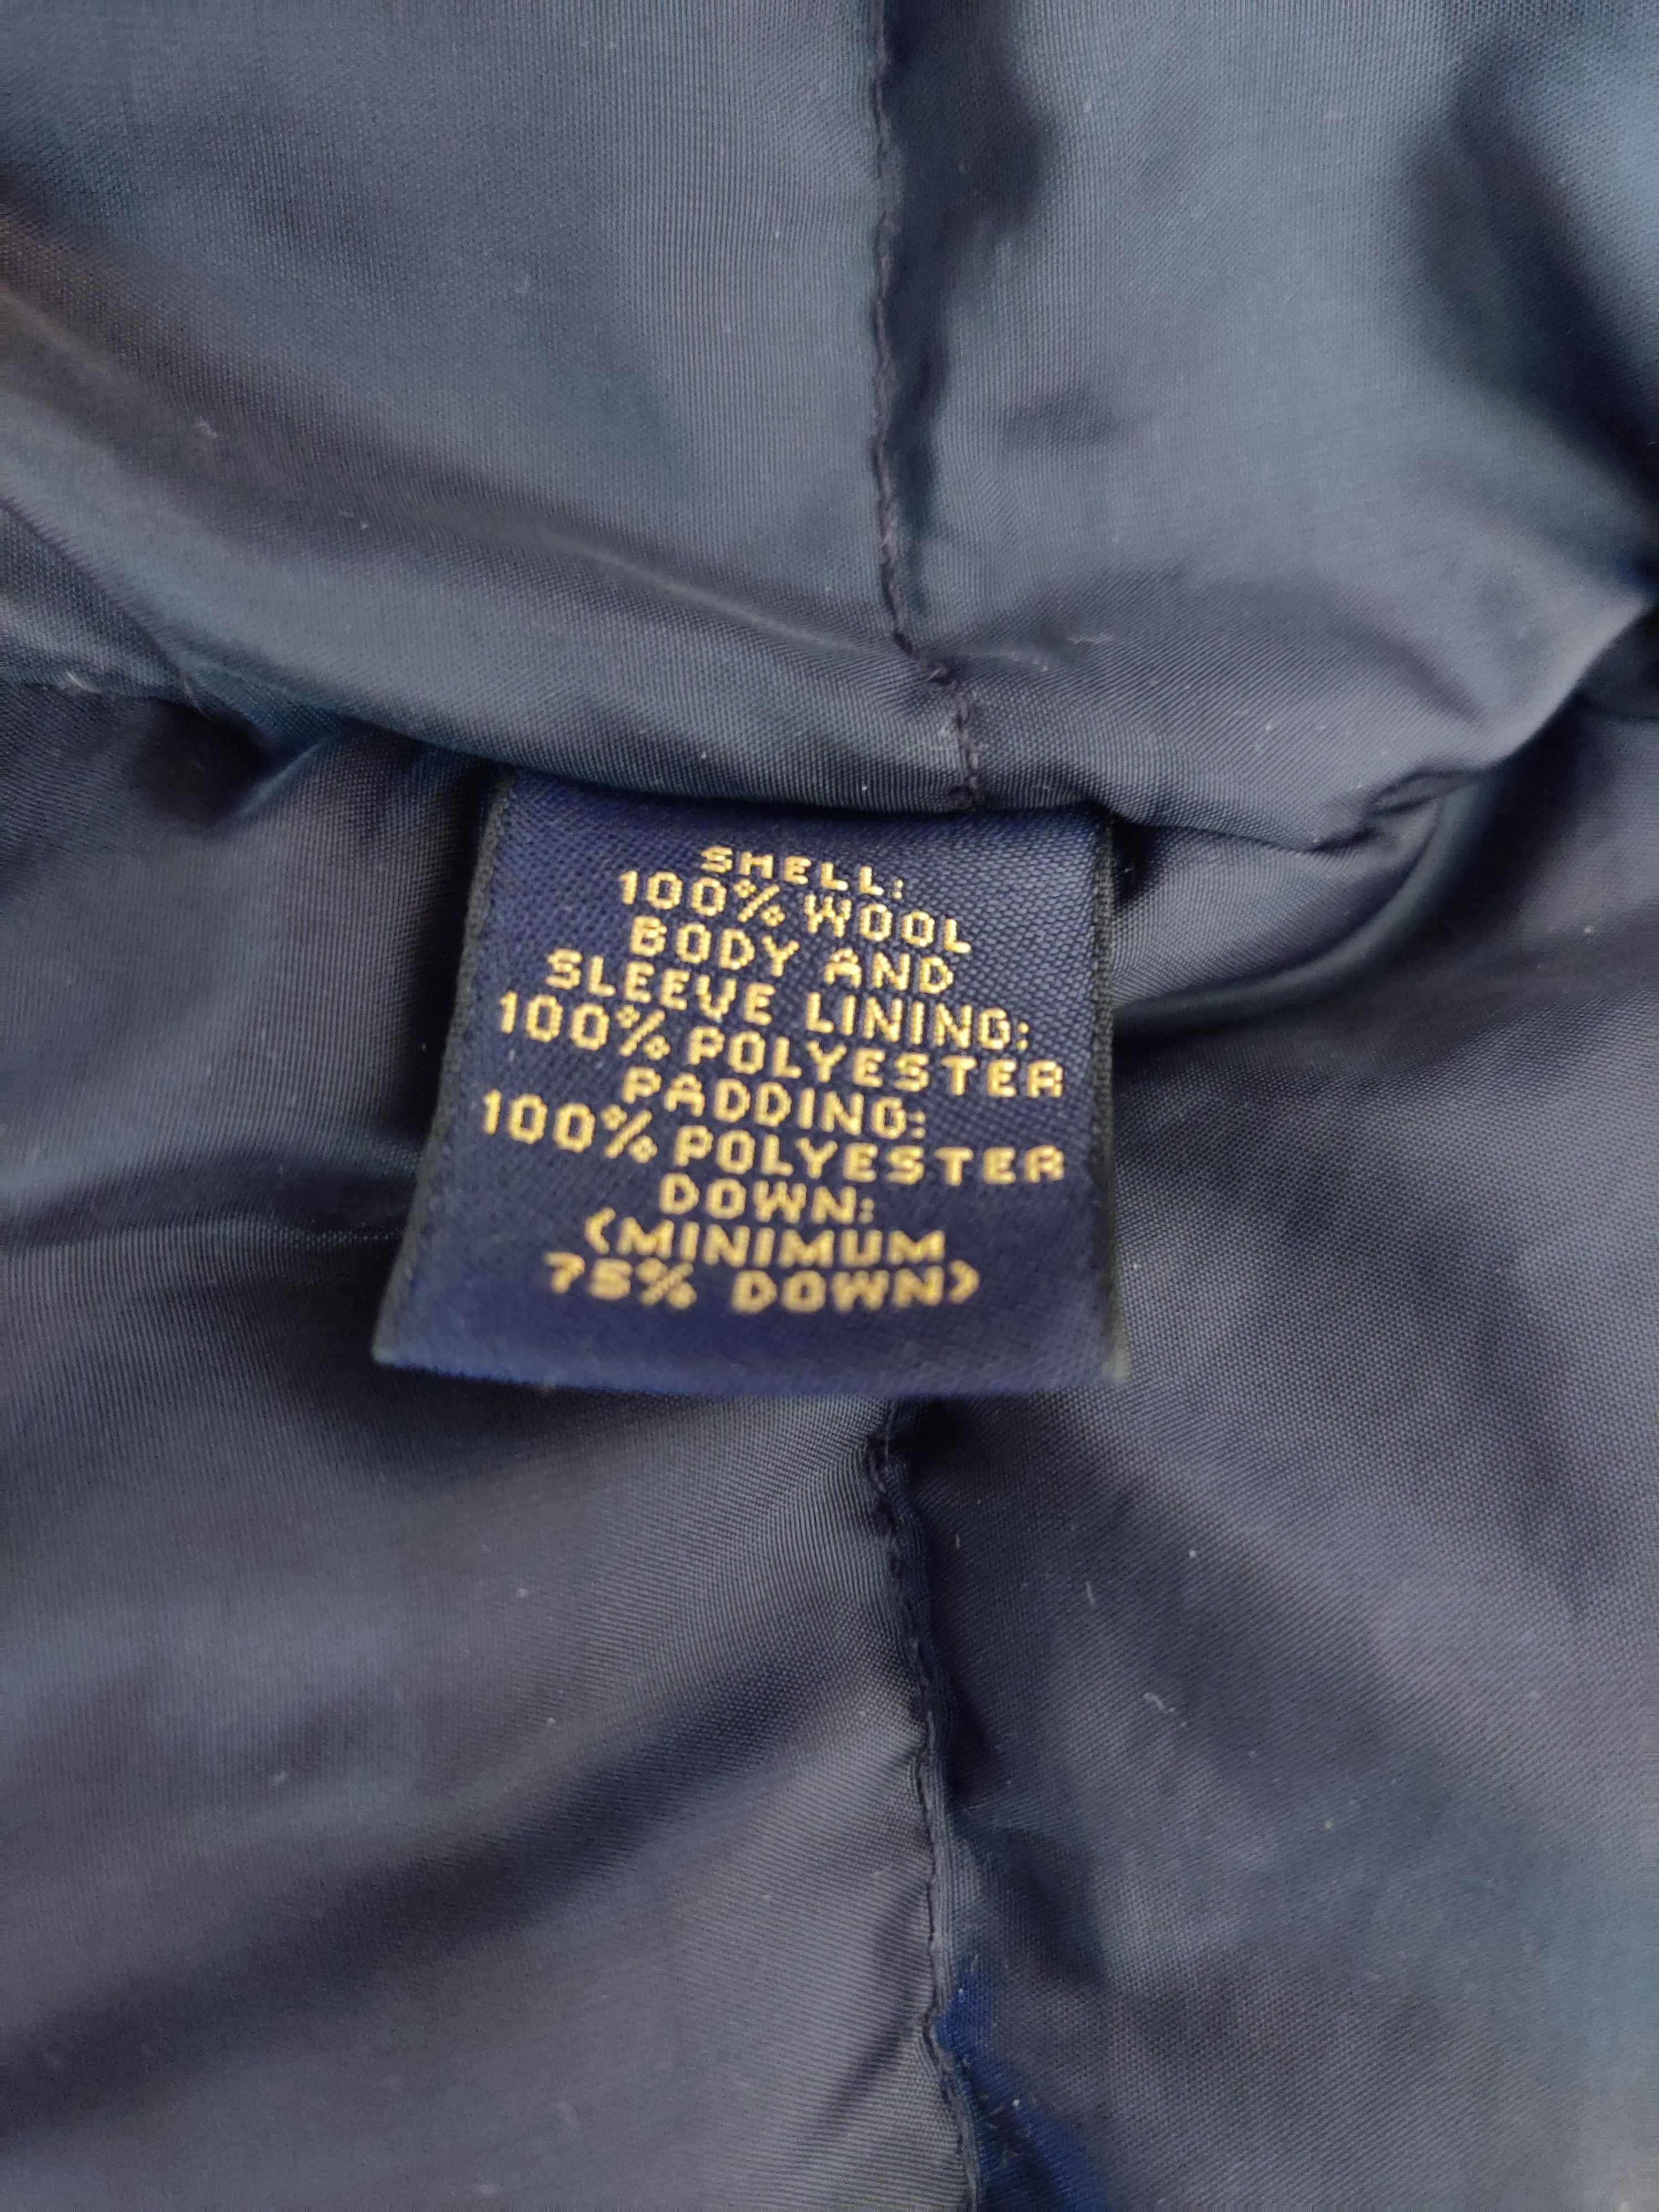 SHELL:
100% WOOL
BODY AND
SLEEVE LINING:
100% POLYESTER
PADDING:
100% POLYESTER
DOWN:
(MINIMUM
75% DOWN)